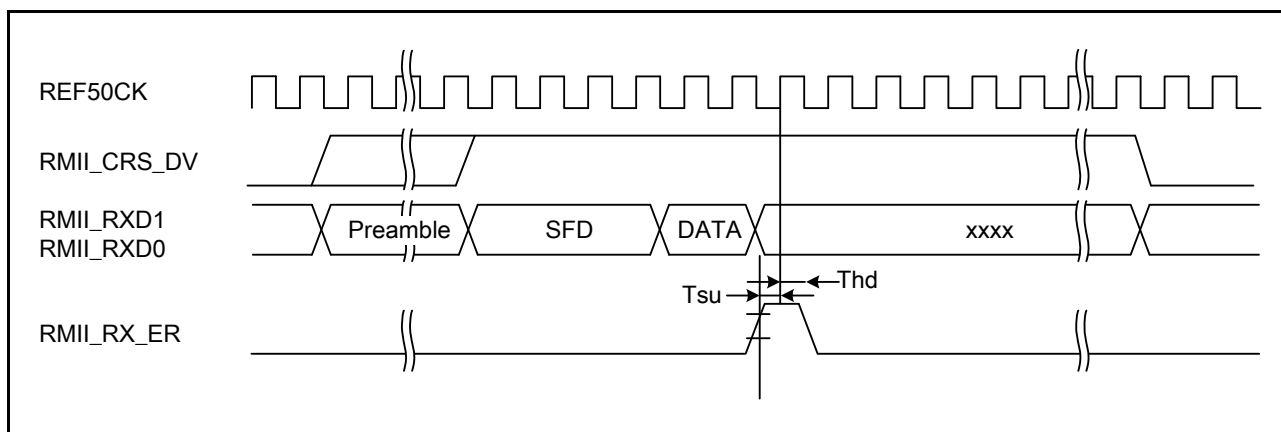 REF50CK
RMII_CRS_DV
RMII_RXD1
RMII_RXD0
Preamble
SFD
DATA
xxxx
Tsu
Thd
RMII_RX_ER